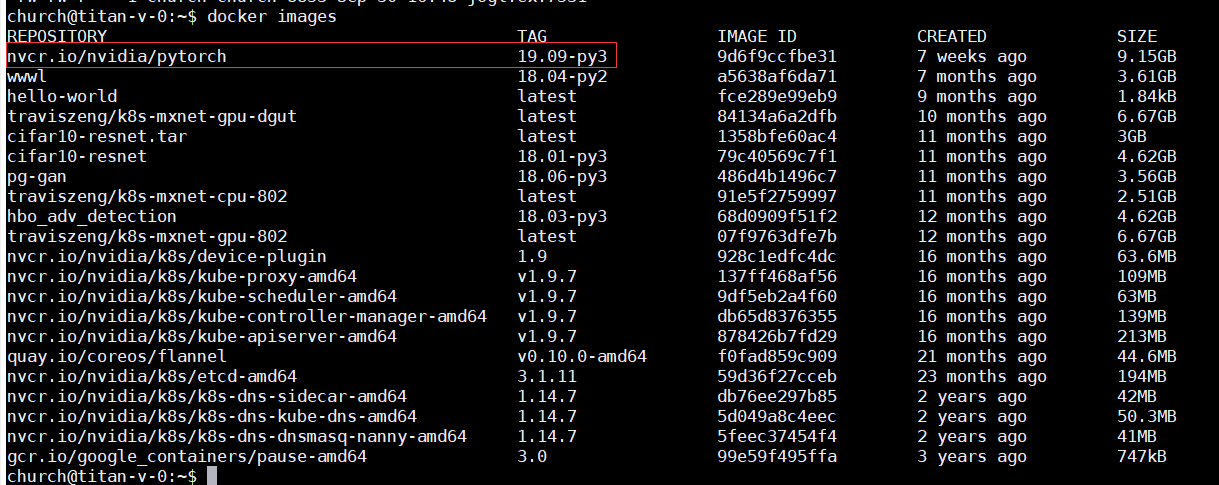 church@titan-v-0:~$ docker images
REPOSITORY TAG IMAGE ID CREATED SIZE
nvcr.io/nvidia/pytorch 19.09-py3 9d6f9ccfbe31 7 weeks ago 9.15GB
wwwl 18.04-py2 a5638af6da71 7 months ago 3.61GB
hello-world latest fce289e99eb9 9 months ago 1.84kB
traviszeng/k8s-mxnet-gpu-dgut latest 84134a6a2dfb 10 months ago 6.67GB
cifar10-resnet.tar latest 1358bfe60ac4 11 months ago 3GB
cifar10-resnet 18.01-py3 79c40569c7f1 11 months ago 4.62GB
pg-gan 18.06-py3 486d4b1496c7 11 months ago 3.56GB
traviszeng/k8s-mxnet-cpu-802 latest 91e5f2759997 11 months ago 2.51GB
hbo_adv_detection 18.03-py3 68d0909f51f2 12 months ago 4.62GB
traviszeng/k8s-mxnet-gpu-802 latest 07f9763dfe7b 12 months ago 6.67GB
nvcr.io/nvidia/k8s/device-plugin 1.9 928c1edfc4dc 16 months ago 63.6MB
nvcr.io/nvidia/k8s/kube-proxy-amd64 v1.9.7 137ff468af56 16 months ago 109MB
nvcr.io/nvidia/k8s/kube-scheduler-amd64 v1.9.7 9df5eb2a4f60 16 months ago 63MB
nvcr.io/nvidia/k8s/kube-controller-manager-amd64 v1.9.7 db65d8376355 16 months ago 139MB
nvcr.io/nvidia/k8s/kube-apiserver-amd64 v1.9.7 878426b7fd29 16 months ago 213MB
quay.io/coreos/flannel v0.10.0-amd64 f0fad859c909 21 months ago 44.6MB
nvcr.io/nvidia/k8s/etcd-amd64 3.1.11 59d36f27cceb 23 months ago 194MB
nvcr.io/nvidia/k8s/k8s-dns-sidecar-amd64 1.14.7 db76ee297b85 2 years ago 42MB
nvcr.io/nvidia/k8s/k8s-dns-kube-dns-amd64 1.14.7 5d049a8c4eec 2 years ago 50.3MB
nvcr.io/nvidia/k8s/k8s-dns-dnsmasq-nanny-amd64 1.14.7 5feec37454f4 2 years ago 41MB
gcr.io/google_containers/pause-amd64 3.0 99e59f495ffa 3 years ago 747kB
church@titan-v-0:~$